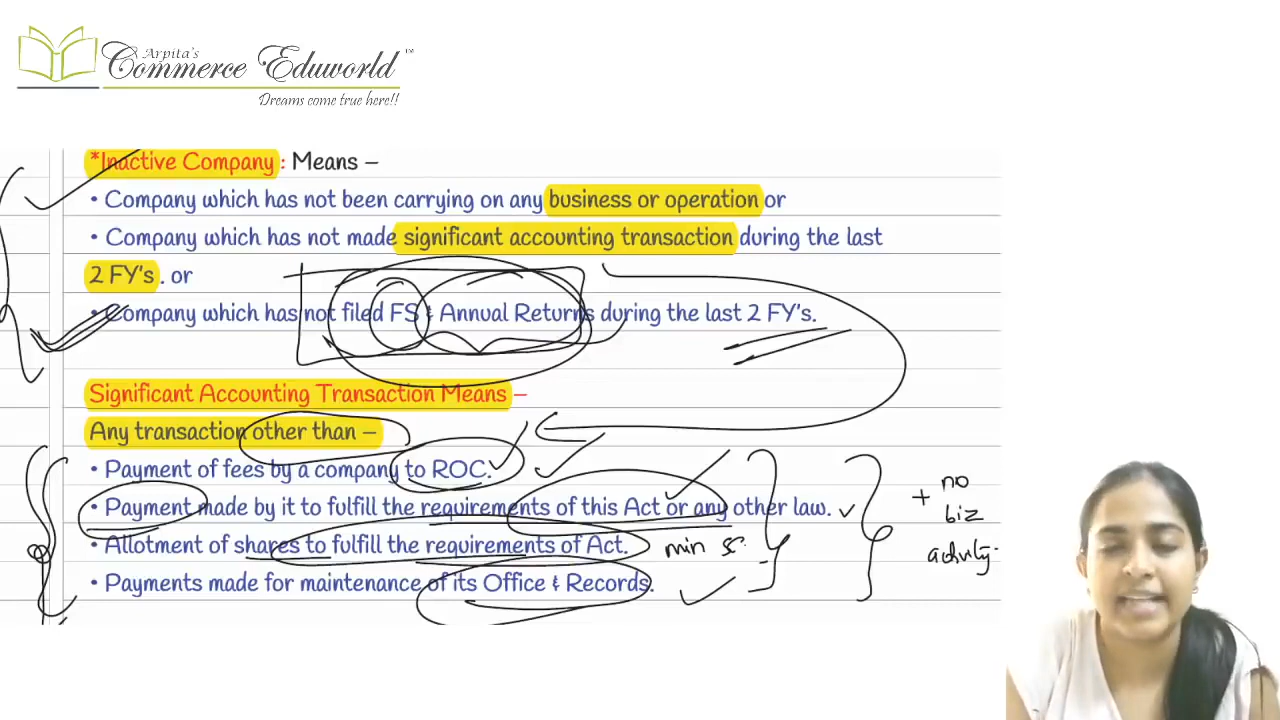 Arpita's
Commerce Eduworld™
Dreams come true here!!
*Inactive Company : Means –
• Company which has not been carrying on any business or operation or
• Company which has not made significant accounting transaction during the last
2 FY's . or
• Company which has not filed FS & Annual Returns during the last 2 FY's.
Significant Accounting Transaction Means –
Any transaction other than –
• Payment of fees by a company to ROC.
• Payment made by it to fulfill the requirements of this Act or any other law.
• Allotment of shares to fulfill the requirements of Act. min
• Payments made for maintenance of its Office & Records.
+ no
biz
activity